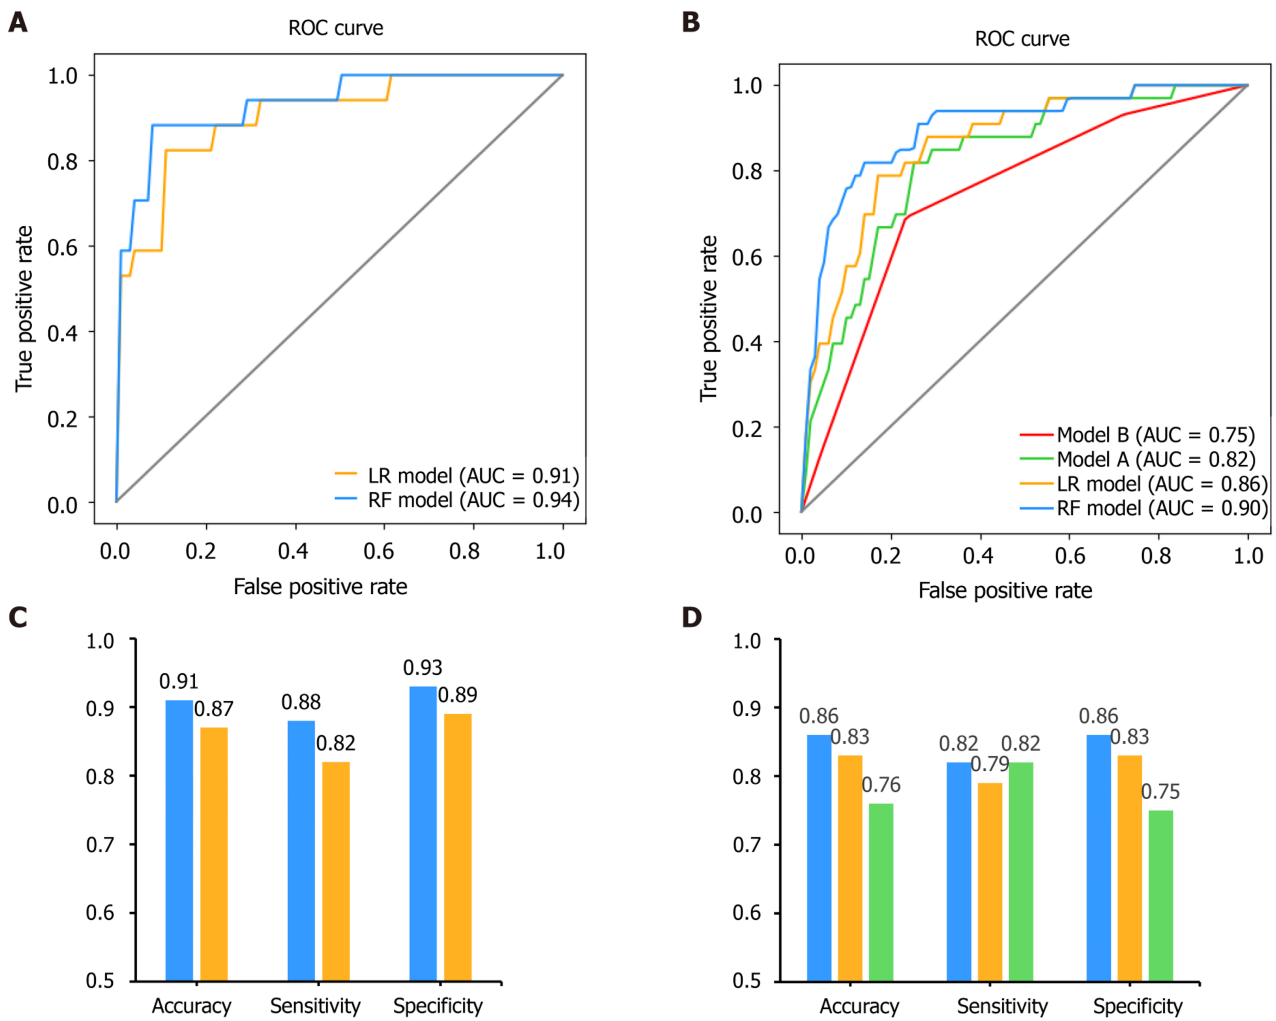 A
ROC curve
1.0
0.8
0.6
0.4
0.2
0.0
True positive rate
LR model (AUC = 0.91)
RF model (AUC = 0.94)
0.0 0.2 0.4 0.6 0.8 1.0
False positive rate
B
ROC curve
1.0
0.8
0.6
0.4
0.2
0.0
True positive rate
Model B (AUC = 0.75)
Model A (AUC = 0.82)
LR model (AUC = 0.86)
RF model (AUC = 0.90)
0.0 0.2 0.4 0.6 0.8 1.0
False positive rate
C
1.0
0.9
0.8
0.7
0.6
0.5
0.91 0.87 0.88 0.82 0.93 0.89
Accuracy Sensitivity Specificity
D
1.0
0.9
0.8
0.7
0.6
0.5
0.86 0.83 0.76 0.82 0.79 0.82 0.86 0.83 0.75
Accuracy Sensitivity Specificity